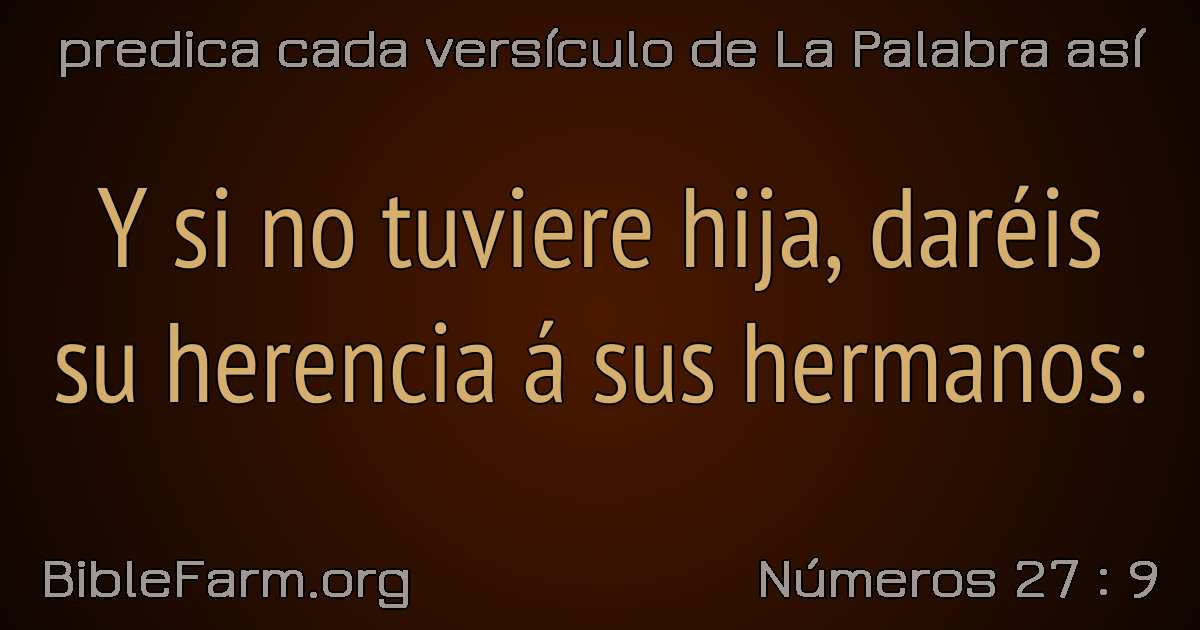 predica cada versículo de La Palabra así
Y si no tuviere hija, daréis
su herencia á sus hermanos:
BibleFarm.org
Números 27 : 9